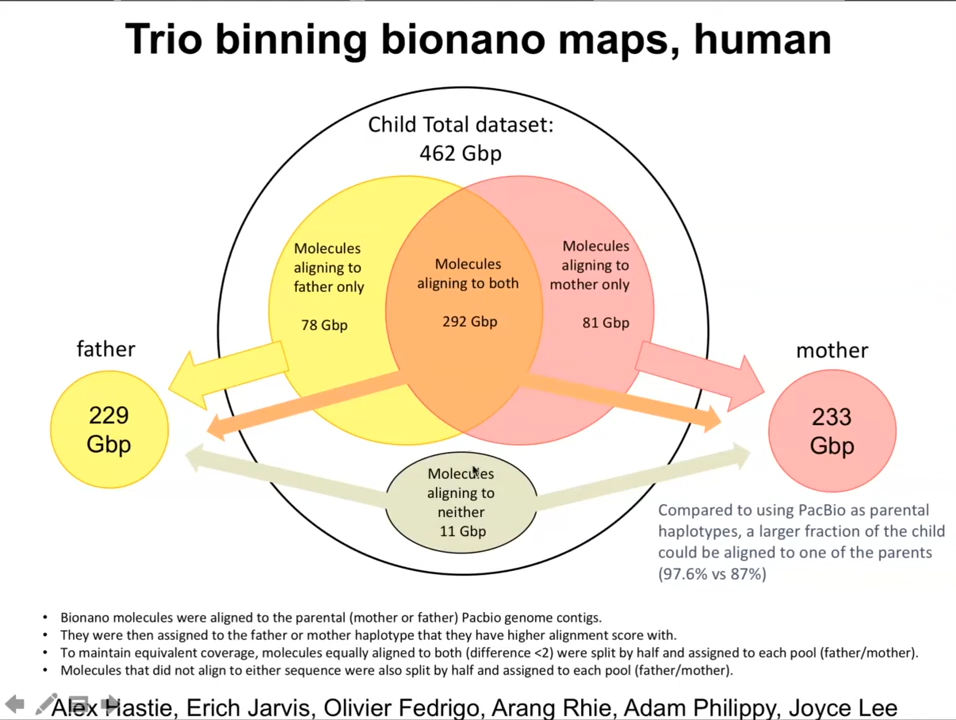 Trio binning bionano maps, human
Child Total dataset:
462 Gbp
Molecules
aligning to
father only
78 Gbp
Molecules
aligning to both
292 Gbp
Molecules
aligning to
mother only
81 Gbp
father
229
Gbp
mother
233
Gbp
Molecules
aligning to
neither
11 Gbp
Compared to using PacBio as parental
haplotypes, a larger fraction of the child
could be aligned to one of the parents
(97.6% vs 87%)
• Bionano molecules were aligned to the parental (mother or father) Pacbio genome contigs.
• They were then assigned to the father or mother haplotype that they have higher alignment score with.
• To maintain equivalent coverage, molecules equally aligned to both (difference <2) were split by half and assigned to each pool (father/mother).
• Molecules that did not align to either sequence were also split by half and assigned to each pool (father/mother).
Alex Hastie, Erich Jarvis, Olivier Fedrigo, Arang Rhie, Adam Philippy, Joyce Lee